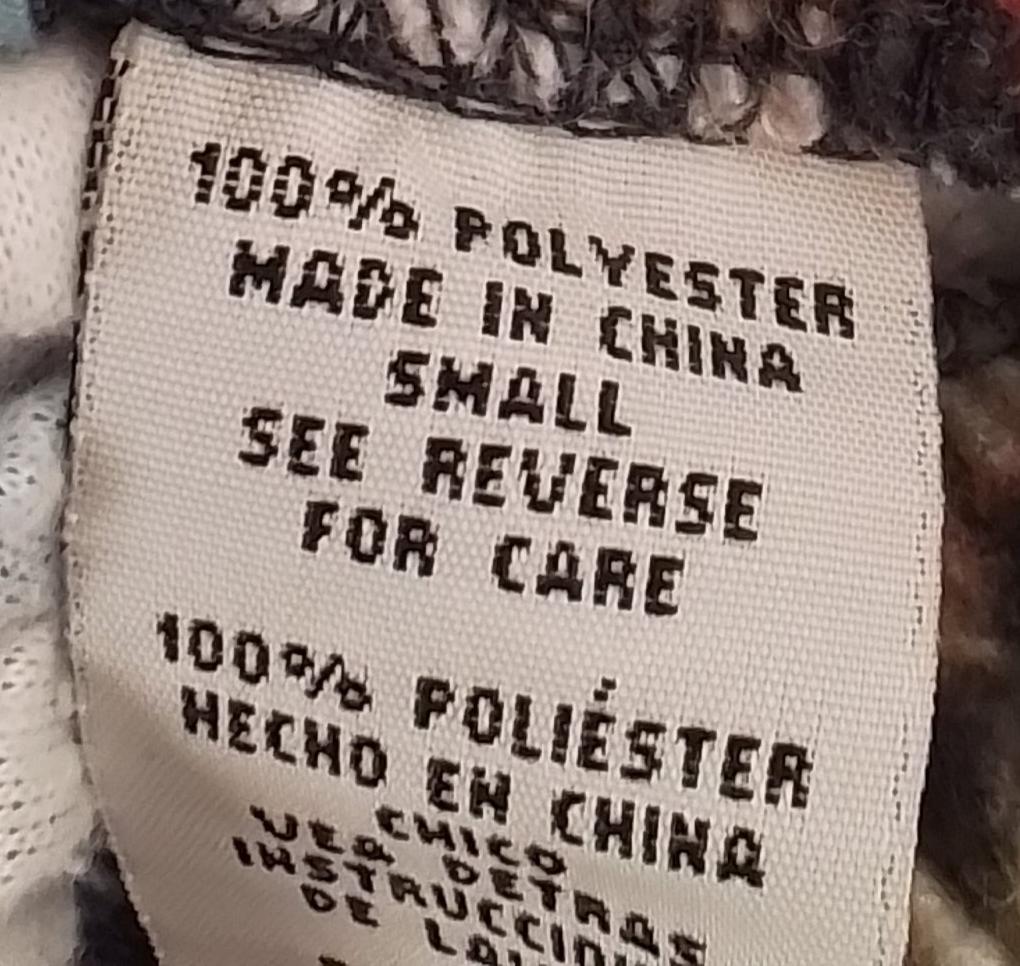 100% POLYESTER
MADE IN CHINA
SMALL
SEE REVERSE
FOR CARE
100% POLIÉSTER
HECHO EN CHINA
CHICO
VEA DETRAS
DE